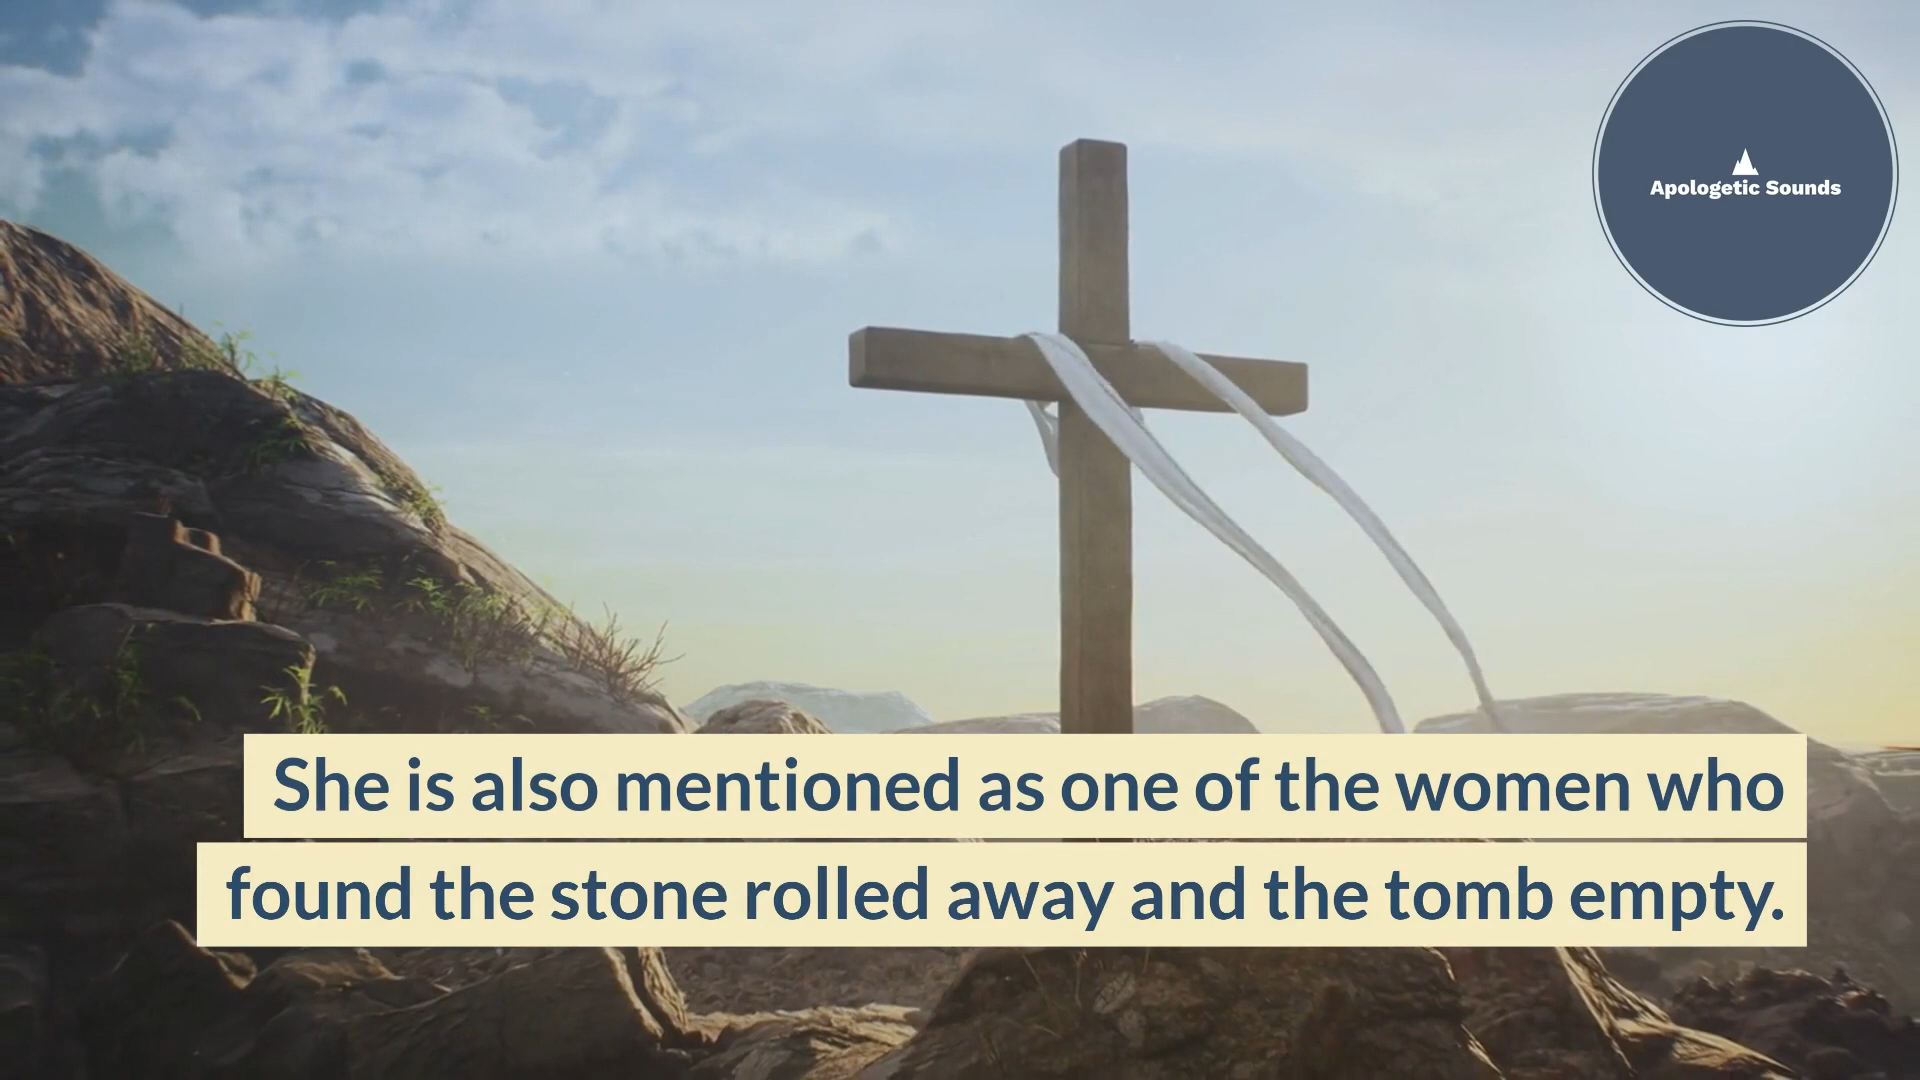 Apologetic Sounds
She is also mentioned as one of the women who
found the stone rolled away and the tomb empty.